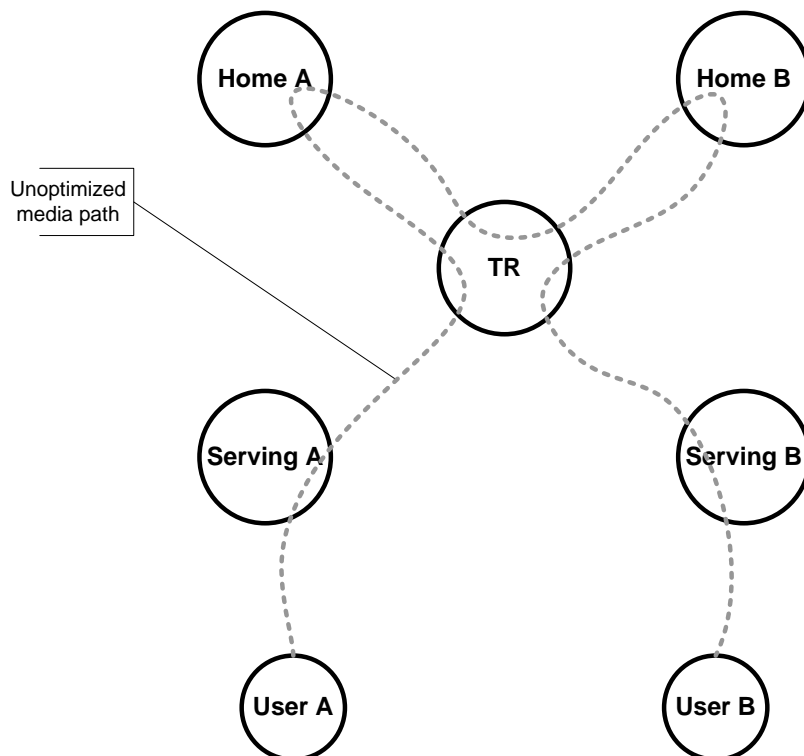 Home A
Home B
Unoptimized
media path
TR
Serving A
Serving B
User A
User B